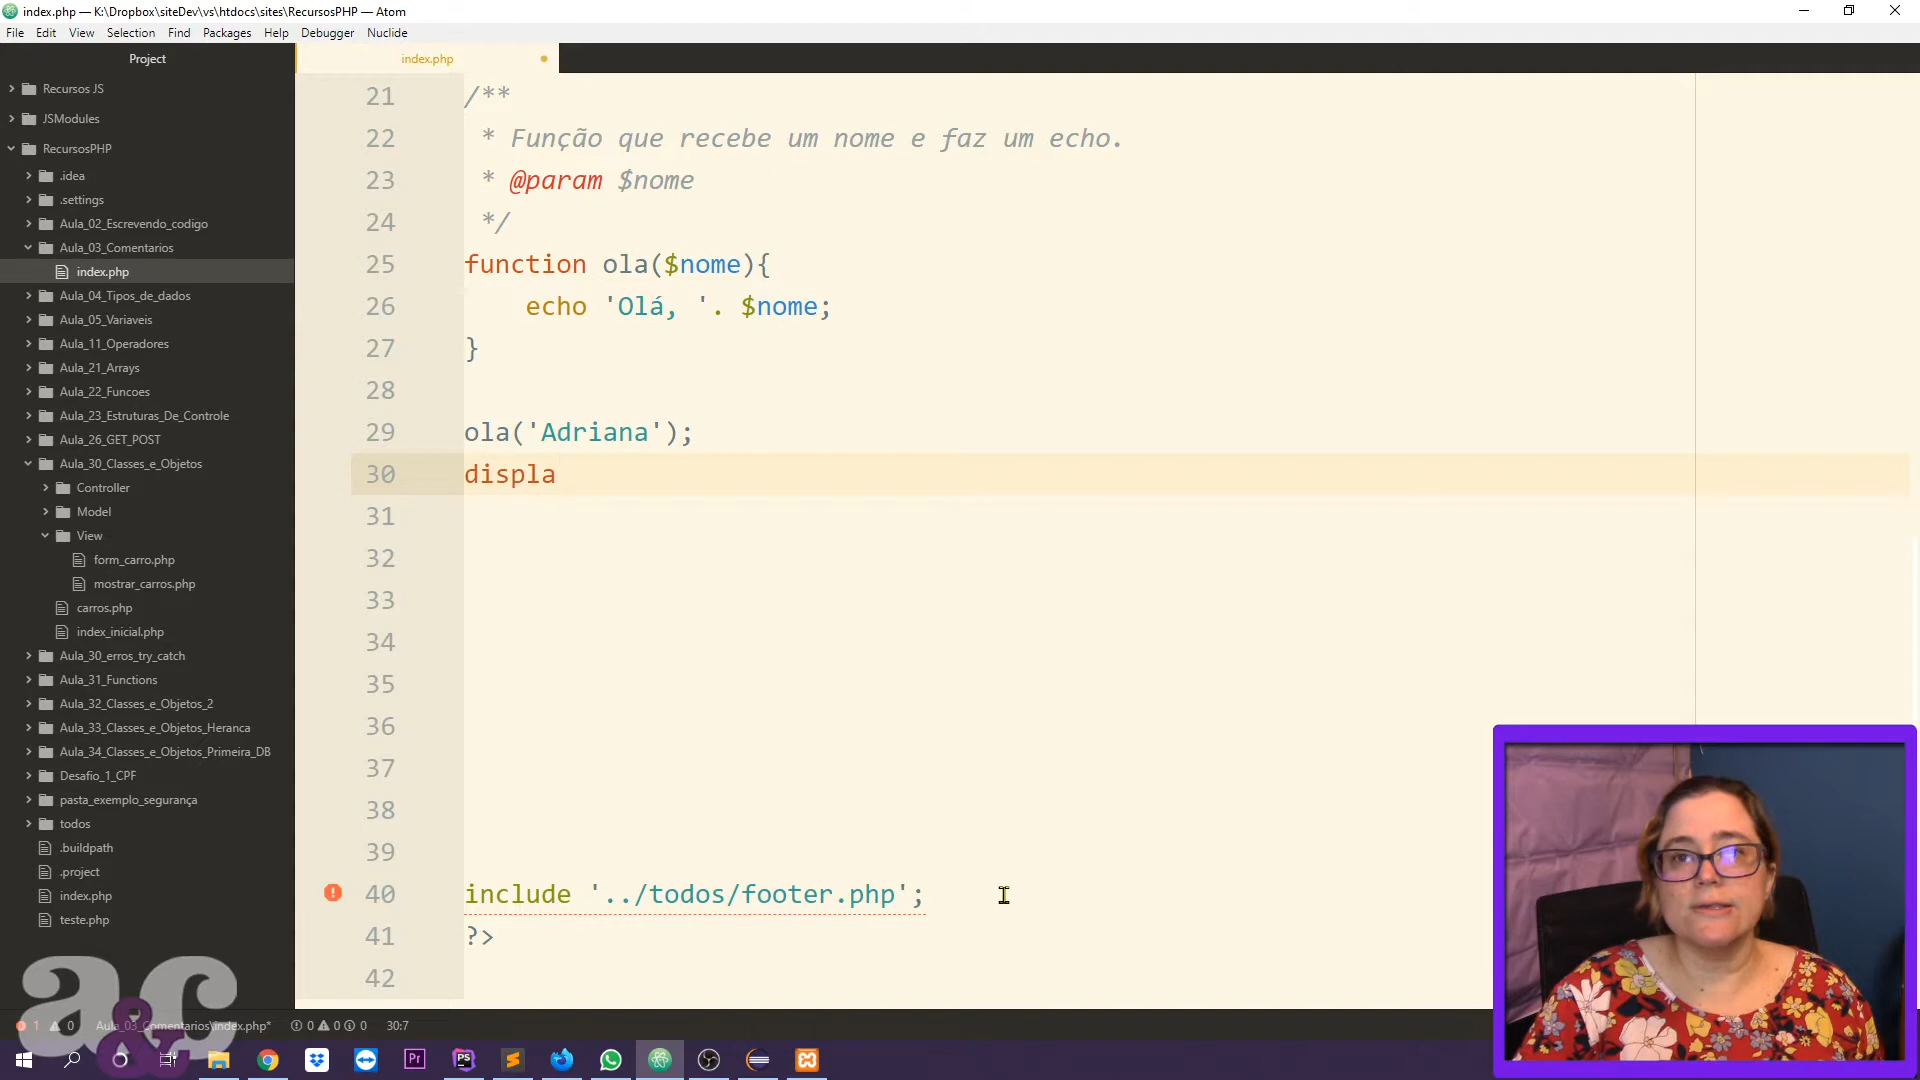 index.php — K:\Dropbox\siteDev\vs\htdocs\sites\RecursosPHP — Atom
File Edit View Selection Find Packages Help Debugger Nuclide
Project
Recursos JS
JSModules
RecursosPHP
.idea
.settings
Aula_02_Escrevendo_codigo
Aula_03_Comentarios
index.php
Aula_04_Tipos_de_dados
Aula_05_Variaveis
Aula_11_Operadores
Aula_21_Arrays
Aula_22_Funcoes
Aula_23_Estruturas_De_Controle
Aula_26_GET_POST
Aula_30_Classes_e_Objetos
Controller
Model
View
form_carro.php
mostrar_carros.php
carros.php
index_inicial.php
Aula_30_erros_try_catch
Aula_31_Functions
Aula_32_Classes_e_Objetos_2
Aula_33_Classes_e_Objetos_Heranca
Aula_34_Classes_e_Objetos_Primeira_DB
Desafio_1_CPF
pasta_exemplo_segurança
todos
.buildpath
.project
index.php
teste.php
index.php
21 /**
22 * Função que recebe um nome e faz um echo.
23 * @param $nome
24 */
25 function ola($nome){
26 echo 'Olá, '. $nome;
27 }
28
29 ola('Adriana');
30 displa
31
32
33
34
35
36
37
38
39
40 include '../todos/footer.php';
41 ?>
42
a&c
1 0 Aula_03_Comentarios\index.php* 0 0 0 30:7
Pr
PS